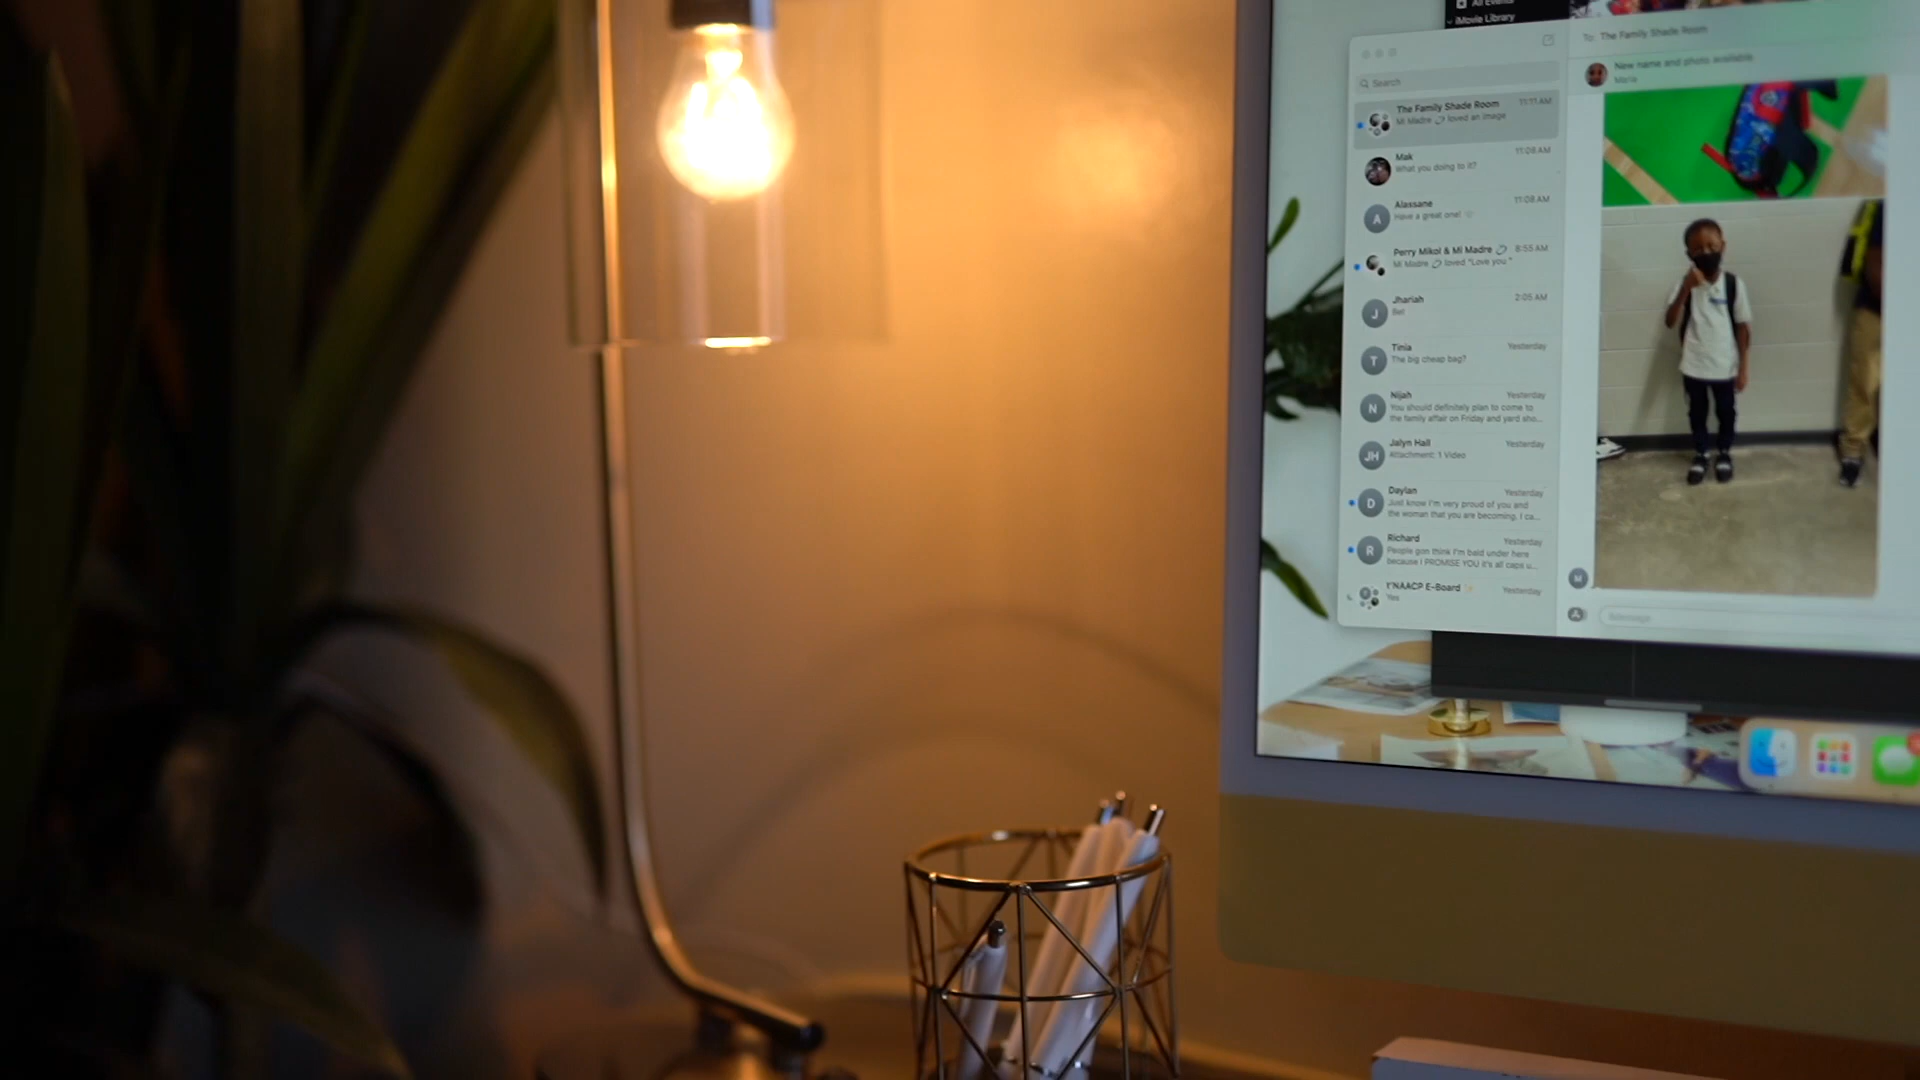 All Events
iMovie Library
To: The Family Shade Room
New name and photo available
Maria
Search
The Family Shade Room 11:11 AM
Mi Madre loved an image
Mak 11:08 AM
What you doing to it?
Alassane 11:08 AM
Have a great one!
Perry Mikol & Mi Madre 8:55 AM
Mi Madre loved "Love you"
Jhariah 2:05 AM
Bet
Tinia Yesterday
The big cheap bag?
Nijah Yesterday
You should definitely plan to come to
the family affair on Friday and yard sho...
Jalyn Hall Yesterday
Attachment: 1 Video
Daylan Yesterday
Just know I'm very proud of you and
the woman that you are becoming. I ca...
Richard Yesterday
People gon think I'm bald under here
because I PROMISE YOU it's all caps u...
Y'NAACP E-Board Yesterday
Yes
iMessage
A
J
T
N
JH
D
R
M